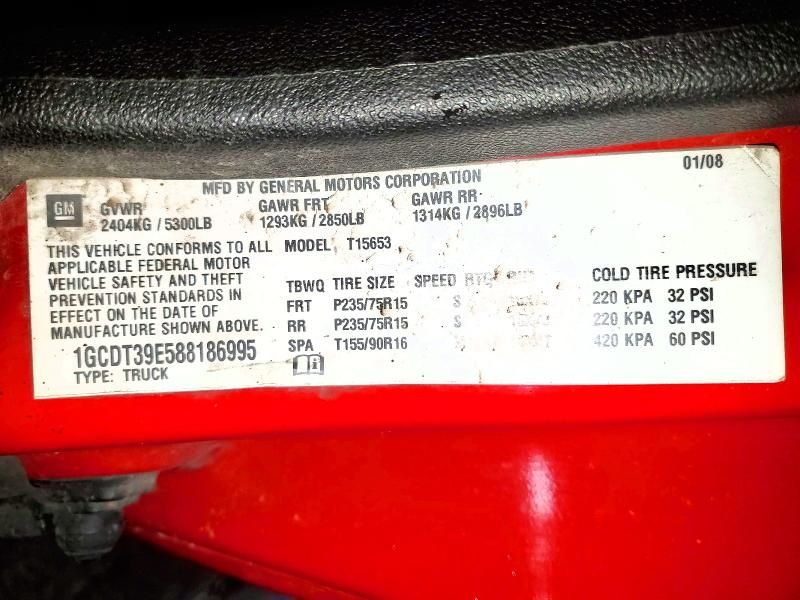 01/08
MFD BY GENERAL MOTORS CORPORATION
GM
GVWR GAWR FRT GAWR RR
2404KG / 5300LB 1293KG / 2850LB 1314KG / 2896LB
THIS VEHICLE CONFORMS TO ALL
APPLICABLE FEDERAL MOTOR
VEHICLE SAFETY AND THEFT
PREVENTION STANDARDS IN
EFFECT ON THE DATE OF
MANUFACTURE SHOWN ABOVE.
1GCDT39E588186995
TYPE: TRUCK
MODEL T15653
TBWQ TIRE SIZE SPEED RTG RIM COLD TIRE PRESSURE
FRT P235/75R15 S 220 KPA 32 PSI
RR P235/75R15 S 220 KPA 32 PSI
SPA T155/90R16 420 KPA 60 PSI